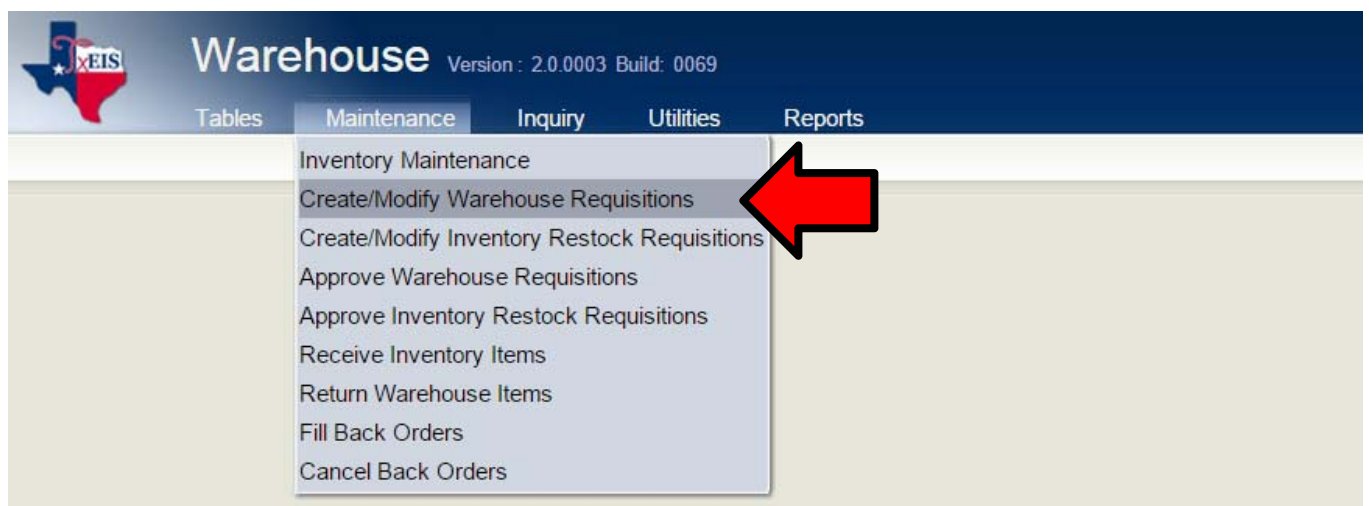 TxEIS
Warehouse Version : 2.0.0003 Build: 0069
Tables Maintenance Inquiry Utilities Reports
Inventory Maintenance
Create/Modify Warehouse Requisitions
Create/Modify Inventory Restock Requisitions
Approve Warehouse Requisitions
Approve Inventory Restock Requisitions
Receive Inventory Items
Return Warehouse Items
Fill Back Orders
Cancel Back Orders